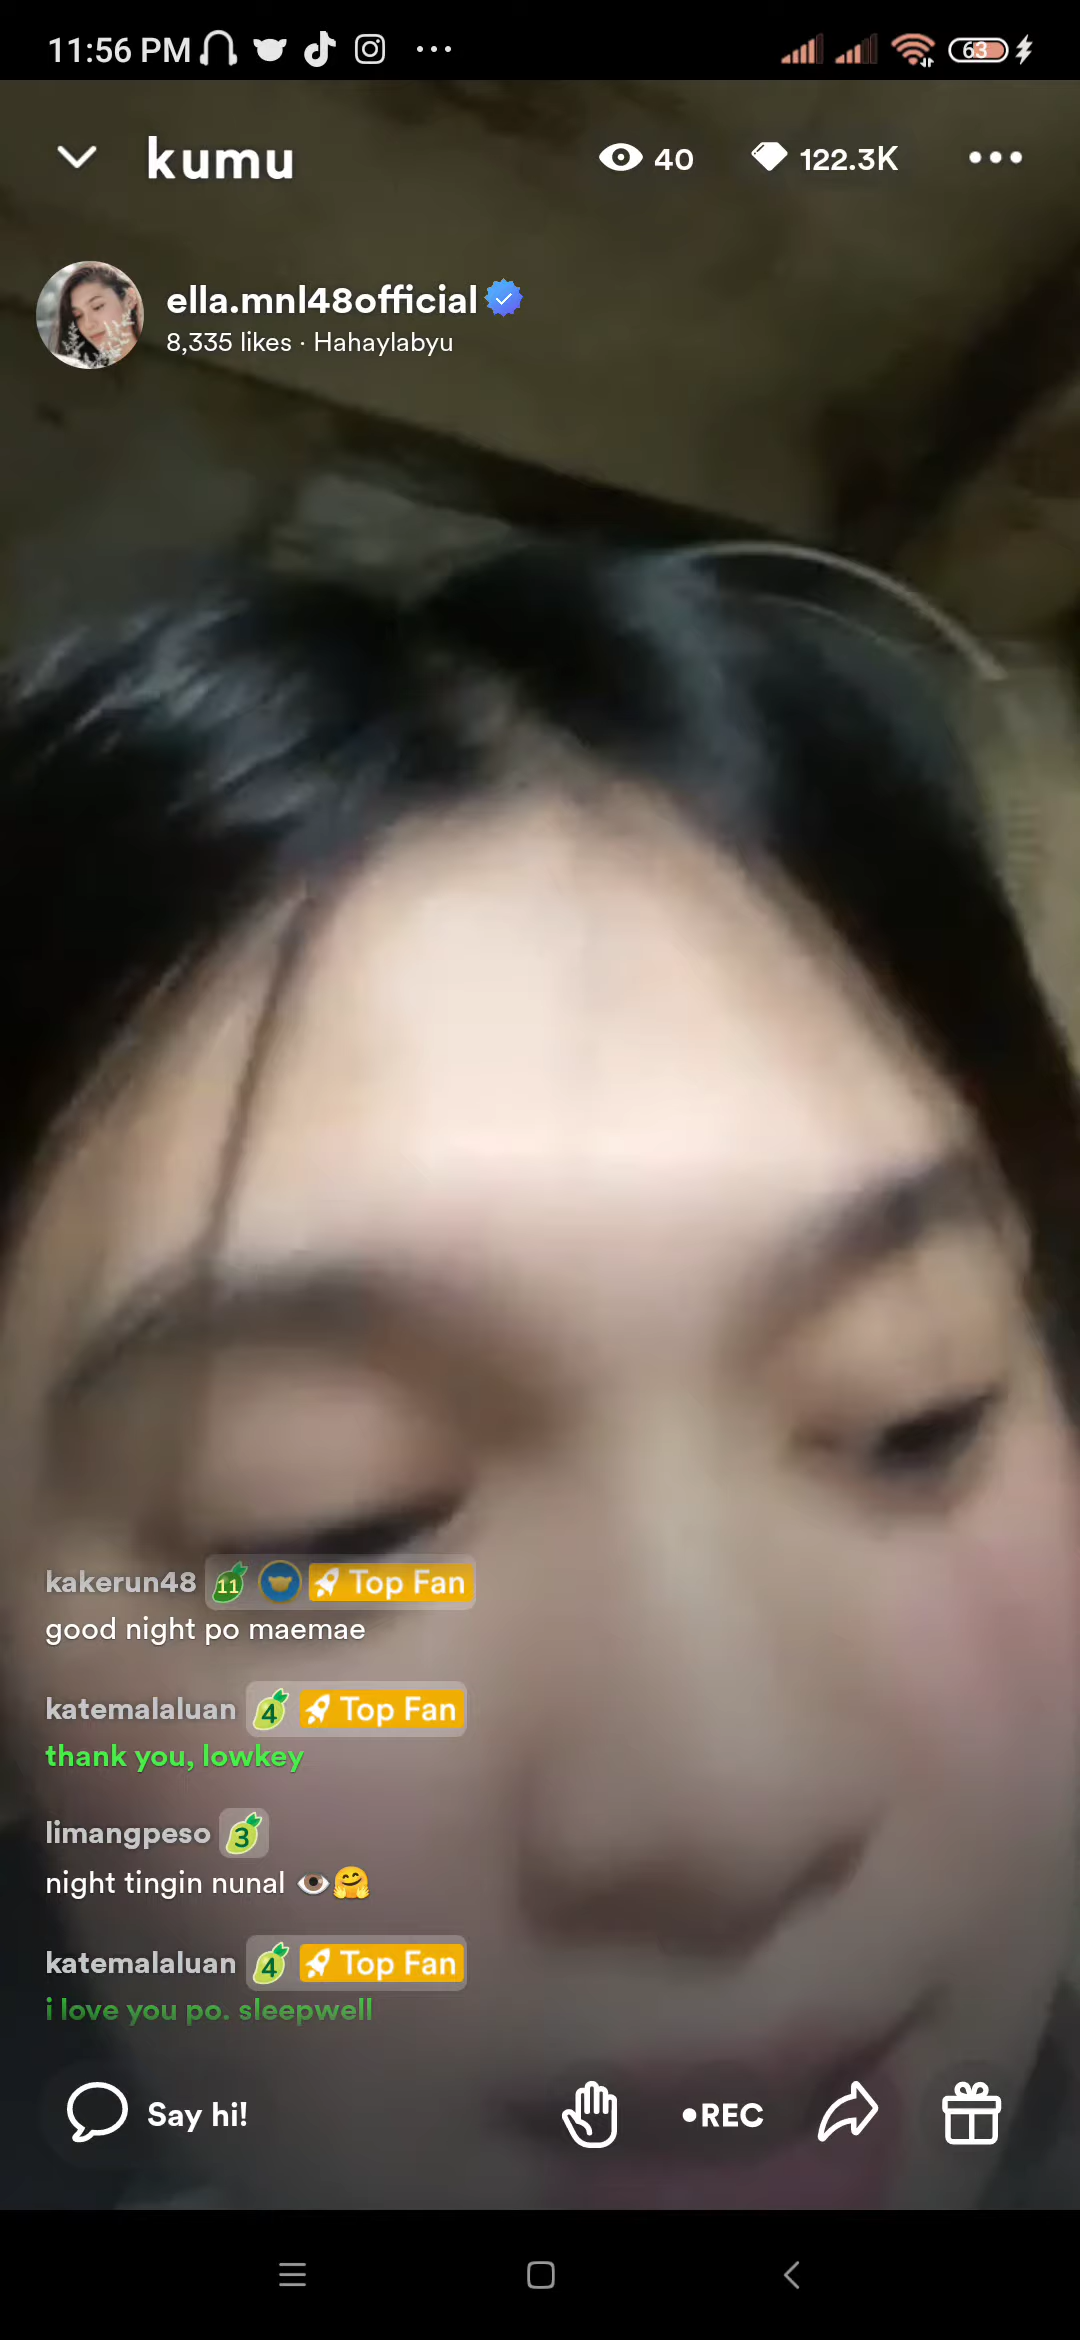 11:56 PM
63
kumu
40
122.3K
ella.mnl48official
8,335 likes · Hahaylabyu
kakerun48 11 Top Fan
good night po maemae
katemalaluan 4 Top Fan
thank you, lowkey
limangpeso 3
night tingin nunal 👁️🤗
katemalaluan 4 Top Fan
i love you po. sleepwell
Say hi!
•REC